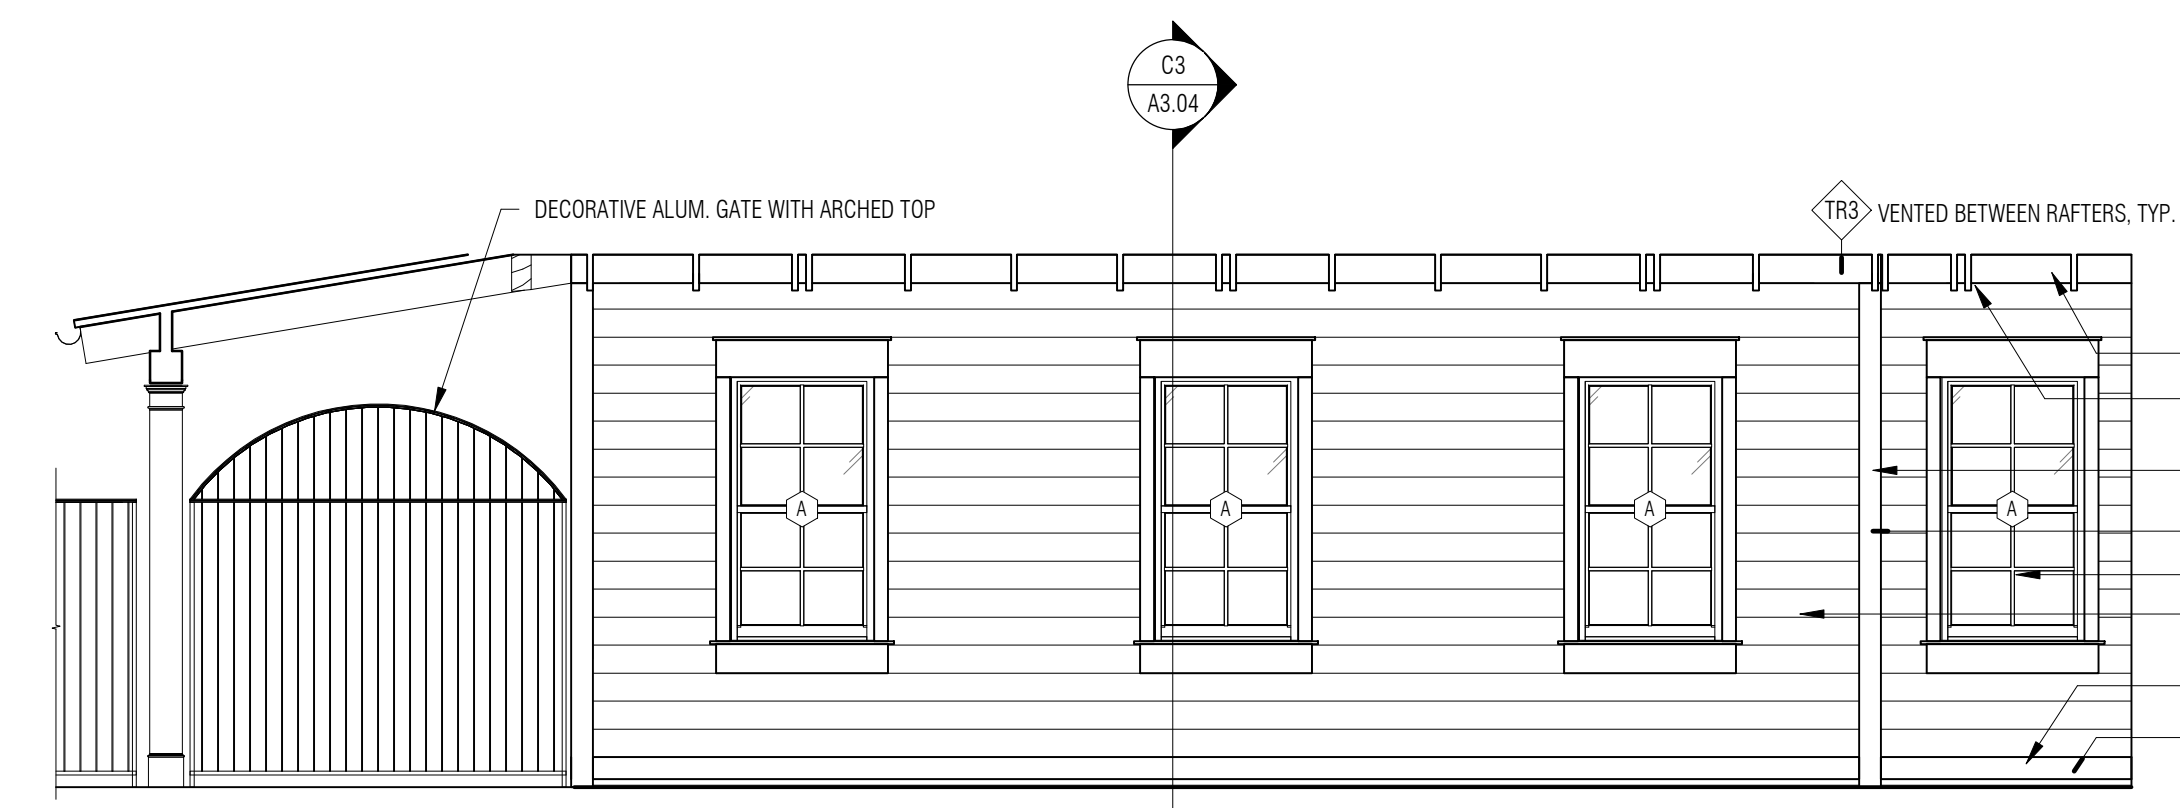 C3
A3.04
DECORATIVE ALUM. GATE WITH ARCHED TOP
TR3
VENTED BETWEEN RAFTERS, TYP.
A
A
A
A